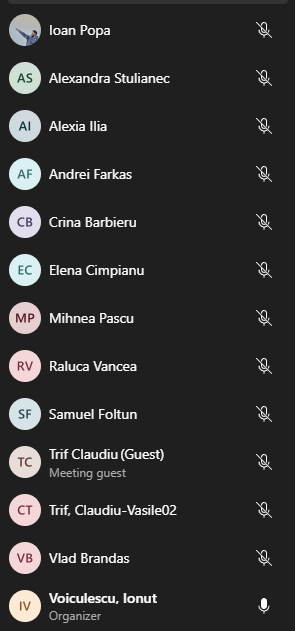 Ioan Popa
AS Alexandra Stulianec
AI Alexia Ilia
AF Andrei Farkas
CB Crina Barbieru
EC Elena Cimpianu
MP Mihnea Pascu
RV Raluca Vancea
SF Samuel Foltun
TC Trif Claudiu (Guest)
Meeting guest
CT Trif, Claudiu-Vasile02
VB Vlad Brandas
IV Voiculescu, Ionut
Organizer